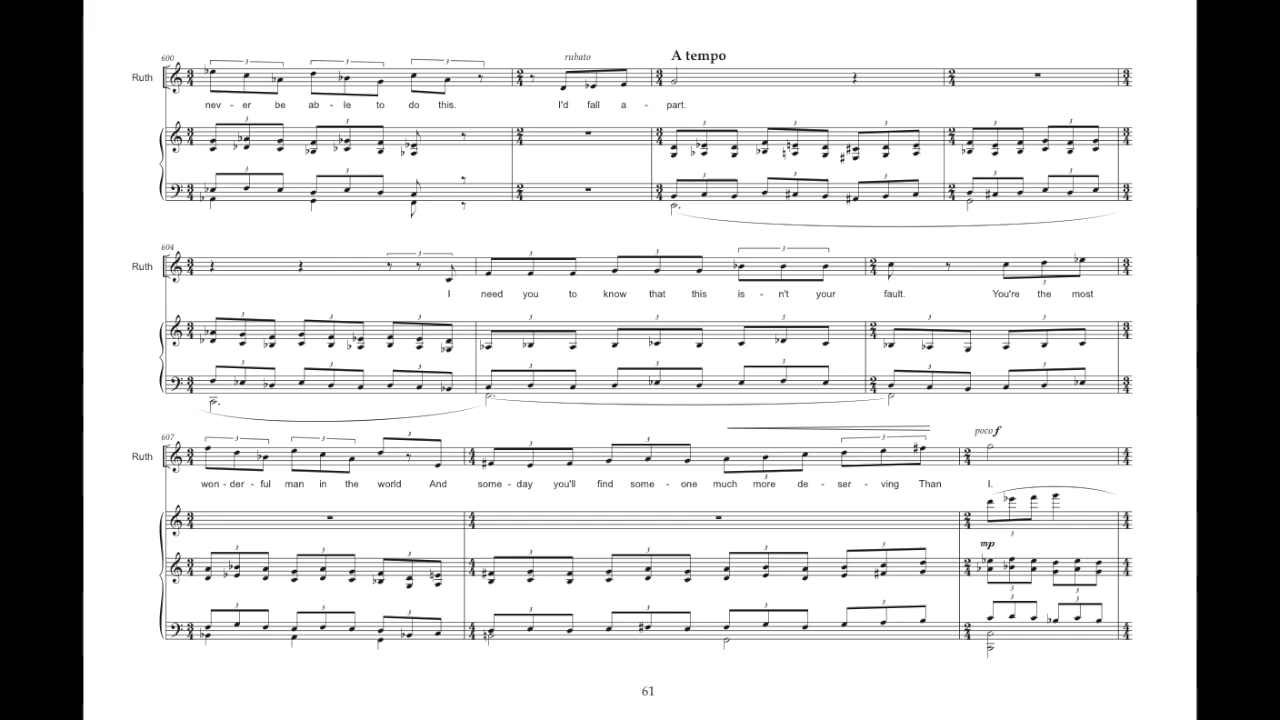 600
rubato
A tempo
Ruth
nev - er be ab - le to do this. I'd fall a - part.
604
Ruth
I need you to know that this is - n't your fault. You're the most
607
poco f
Ruth
won - der - ful man in the world And some - day you'll find some - one much more de - ser - ving Than I.
mp
61